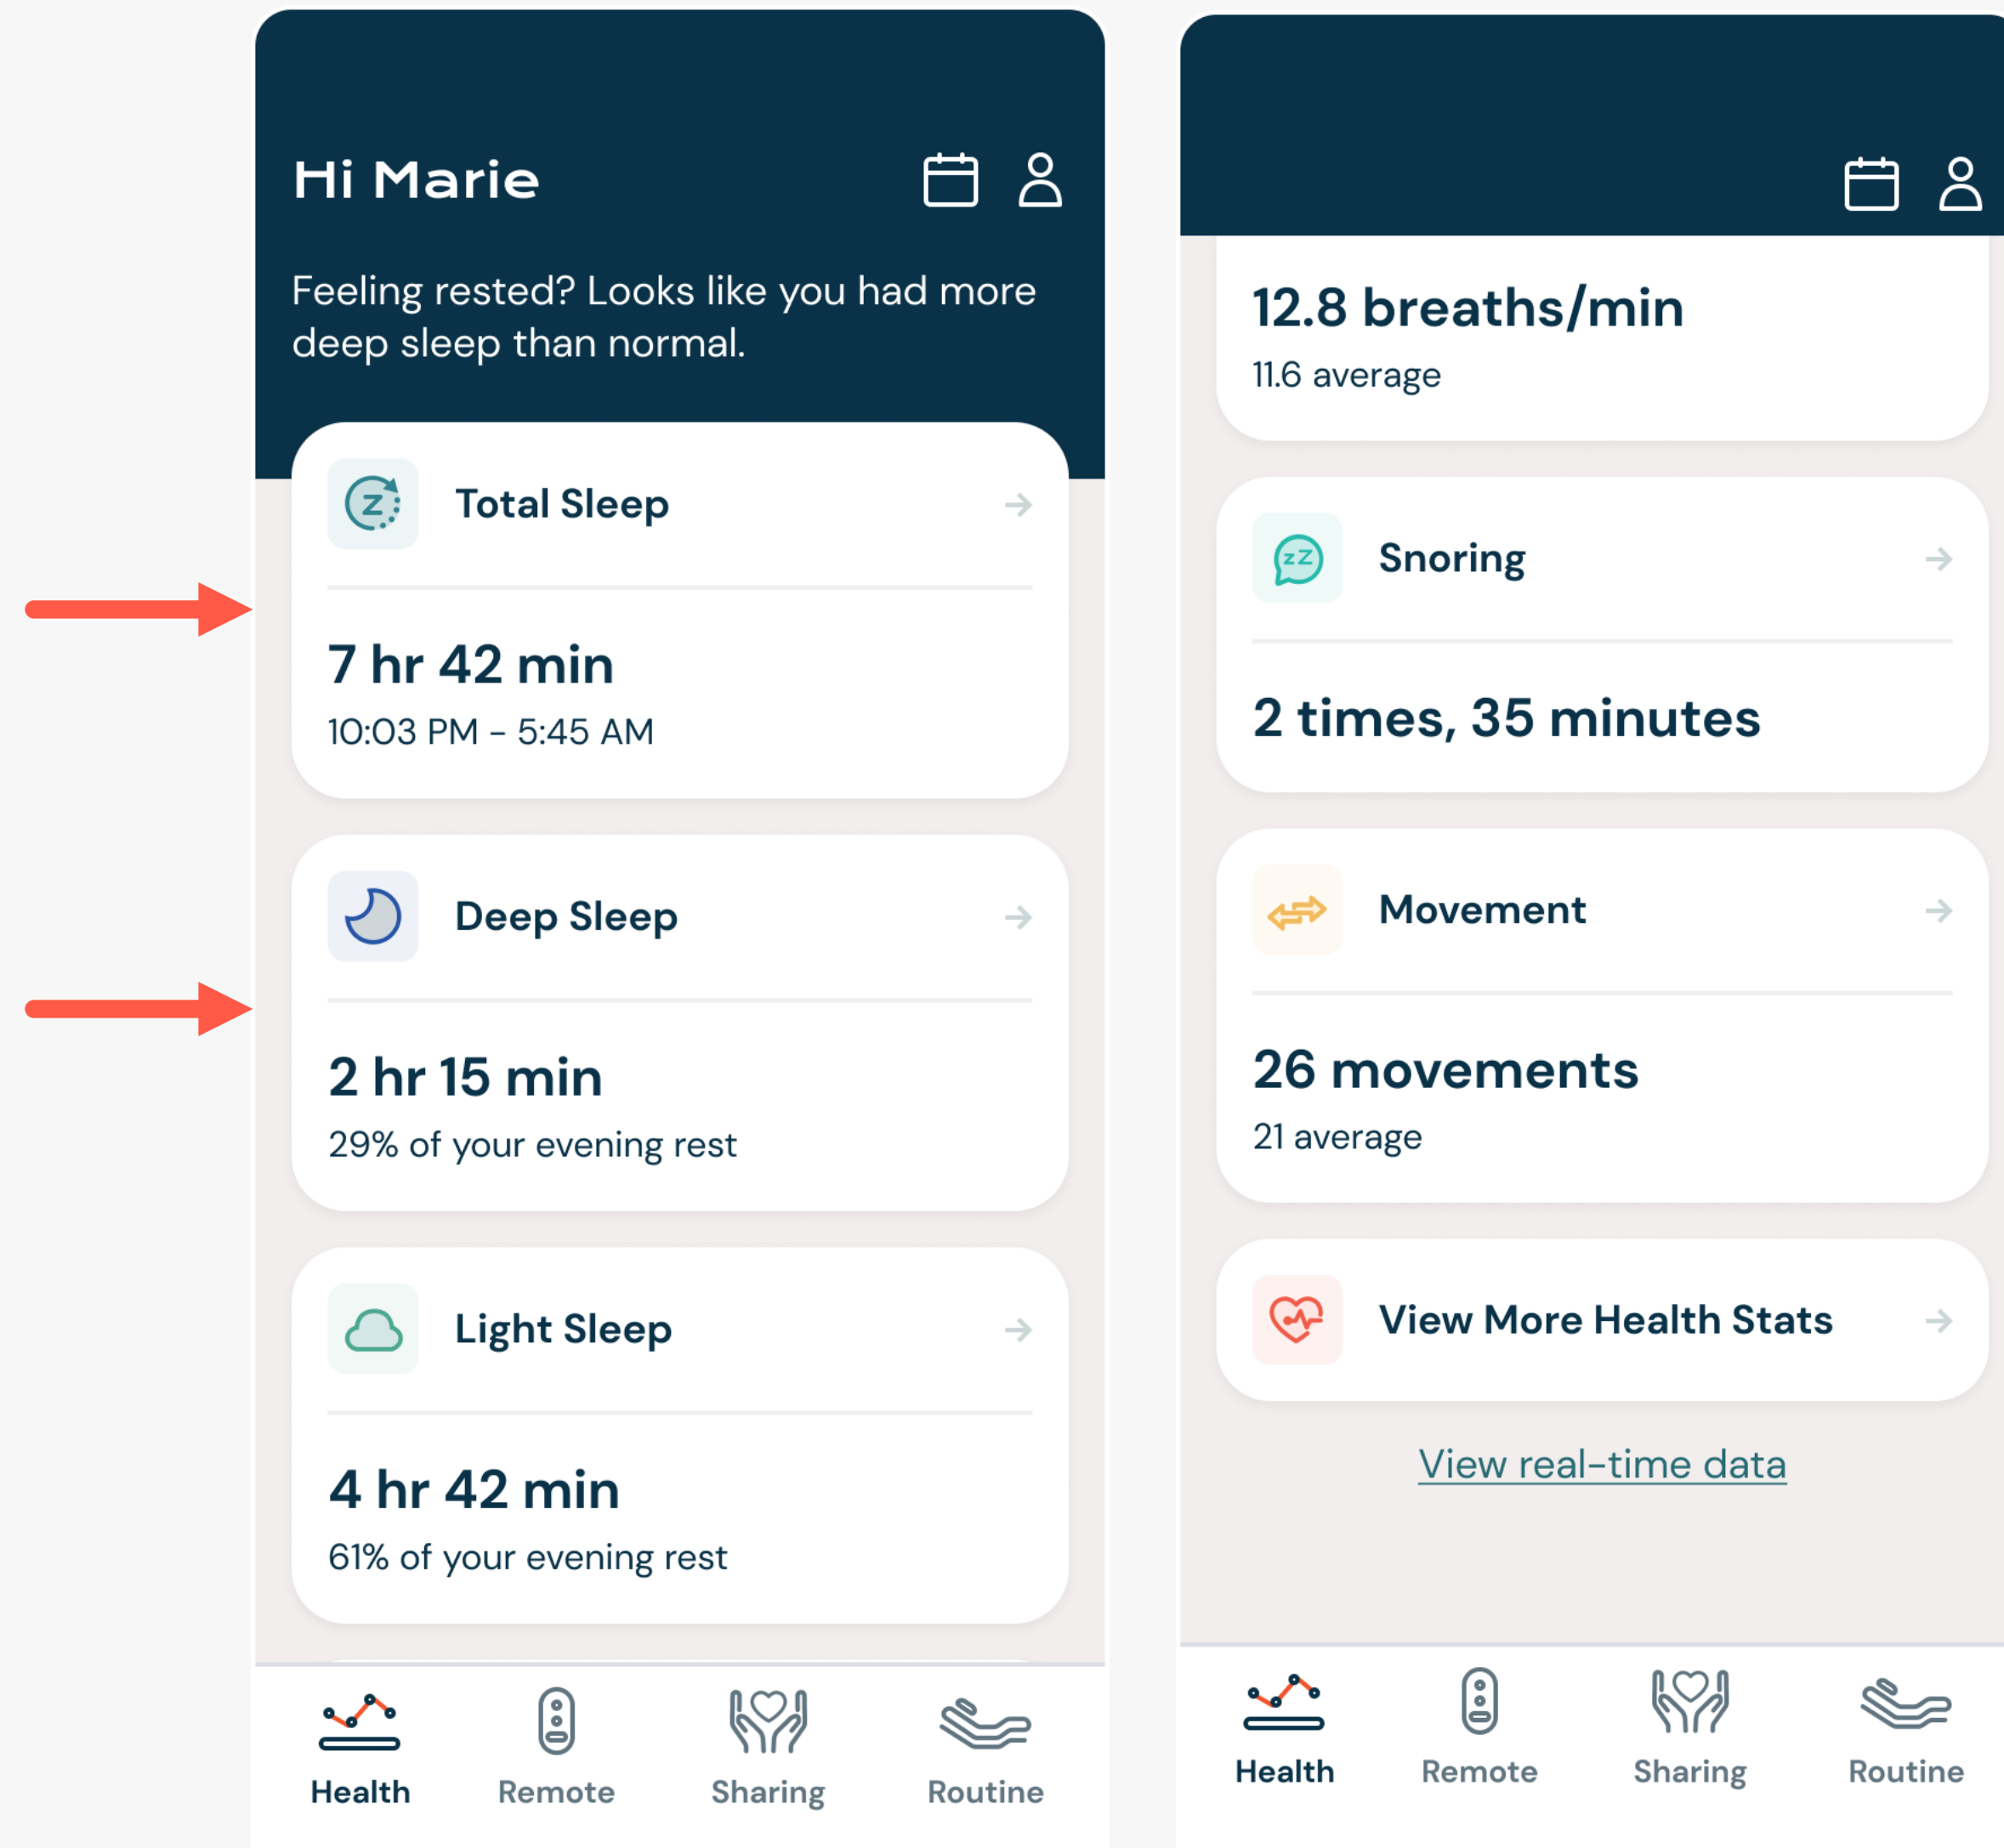 Hi Marie
Feeling rested? Looks like you had more
deep sleep than normal.
Z
Total Sleep
7 hr 42 min
10:03 PM - 5:45 AM
Deep Sleep
2 hr 15 min
29% of your evening rest
Light Sleep
4 hr 42 min
61% of your evening rest
Health
Remote
Sharing
Routine
12.8 breaths/min
11.6 average
zZ
Snoring
2 times, 35 minutes
Movement
26 movements
21 average
View More Health Stats
View real-time data
Health
Remote
Sharing
Routine